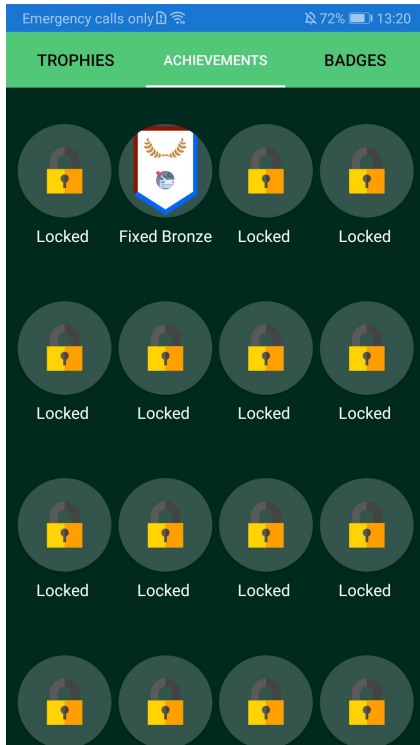 Emergency calls only 72% 13:20
TROPHIES ACHIEVEMENTS BADGES
Locked Fixed Bronze Locked Locked
Locked Locked Locked Locked
Locked Locked Locked Locked